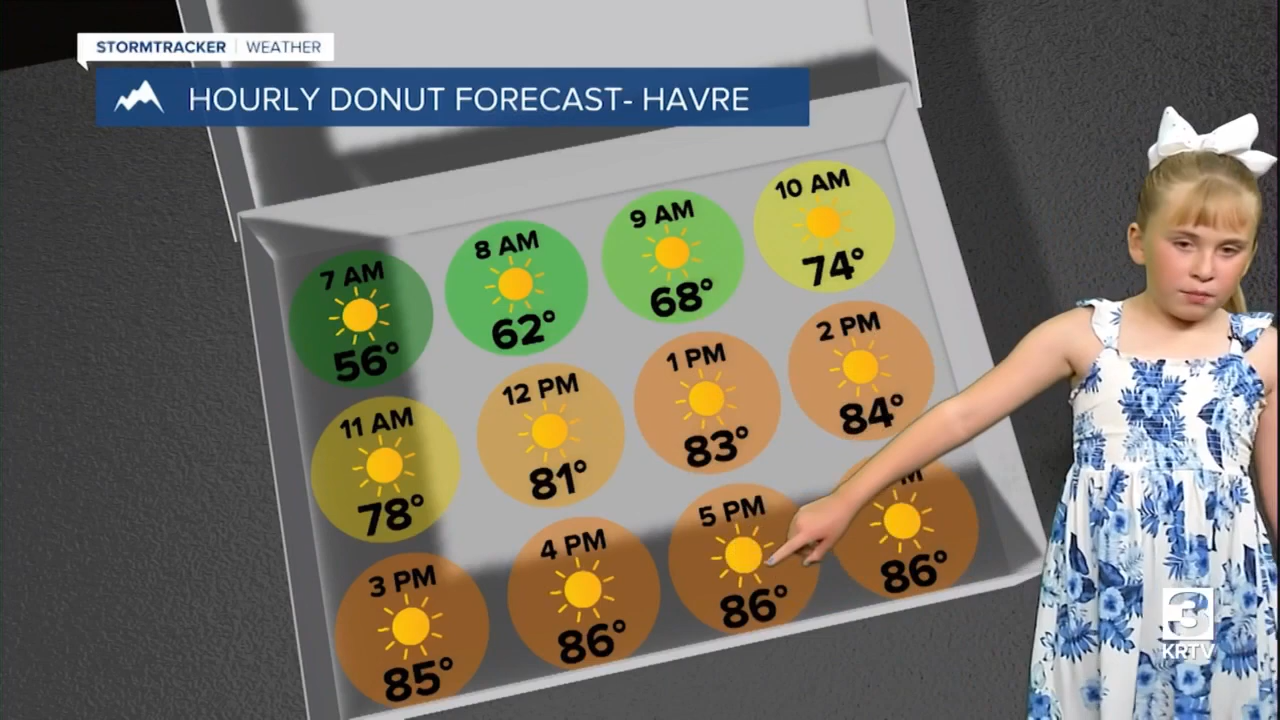 STORMTRACKER | WEATHER
HOURLY DONUT FORECAST- HAVRE
7 AM
56°
8 AM
62°
9 AM
68°
10 AM
74°
11 AM
78°
12 PM
81°
1 PM
83°
2 PM
84°
3 PM
85°
4 PM
86°
5 PM
86°
86°
3
KRTV